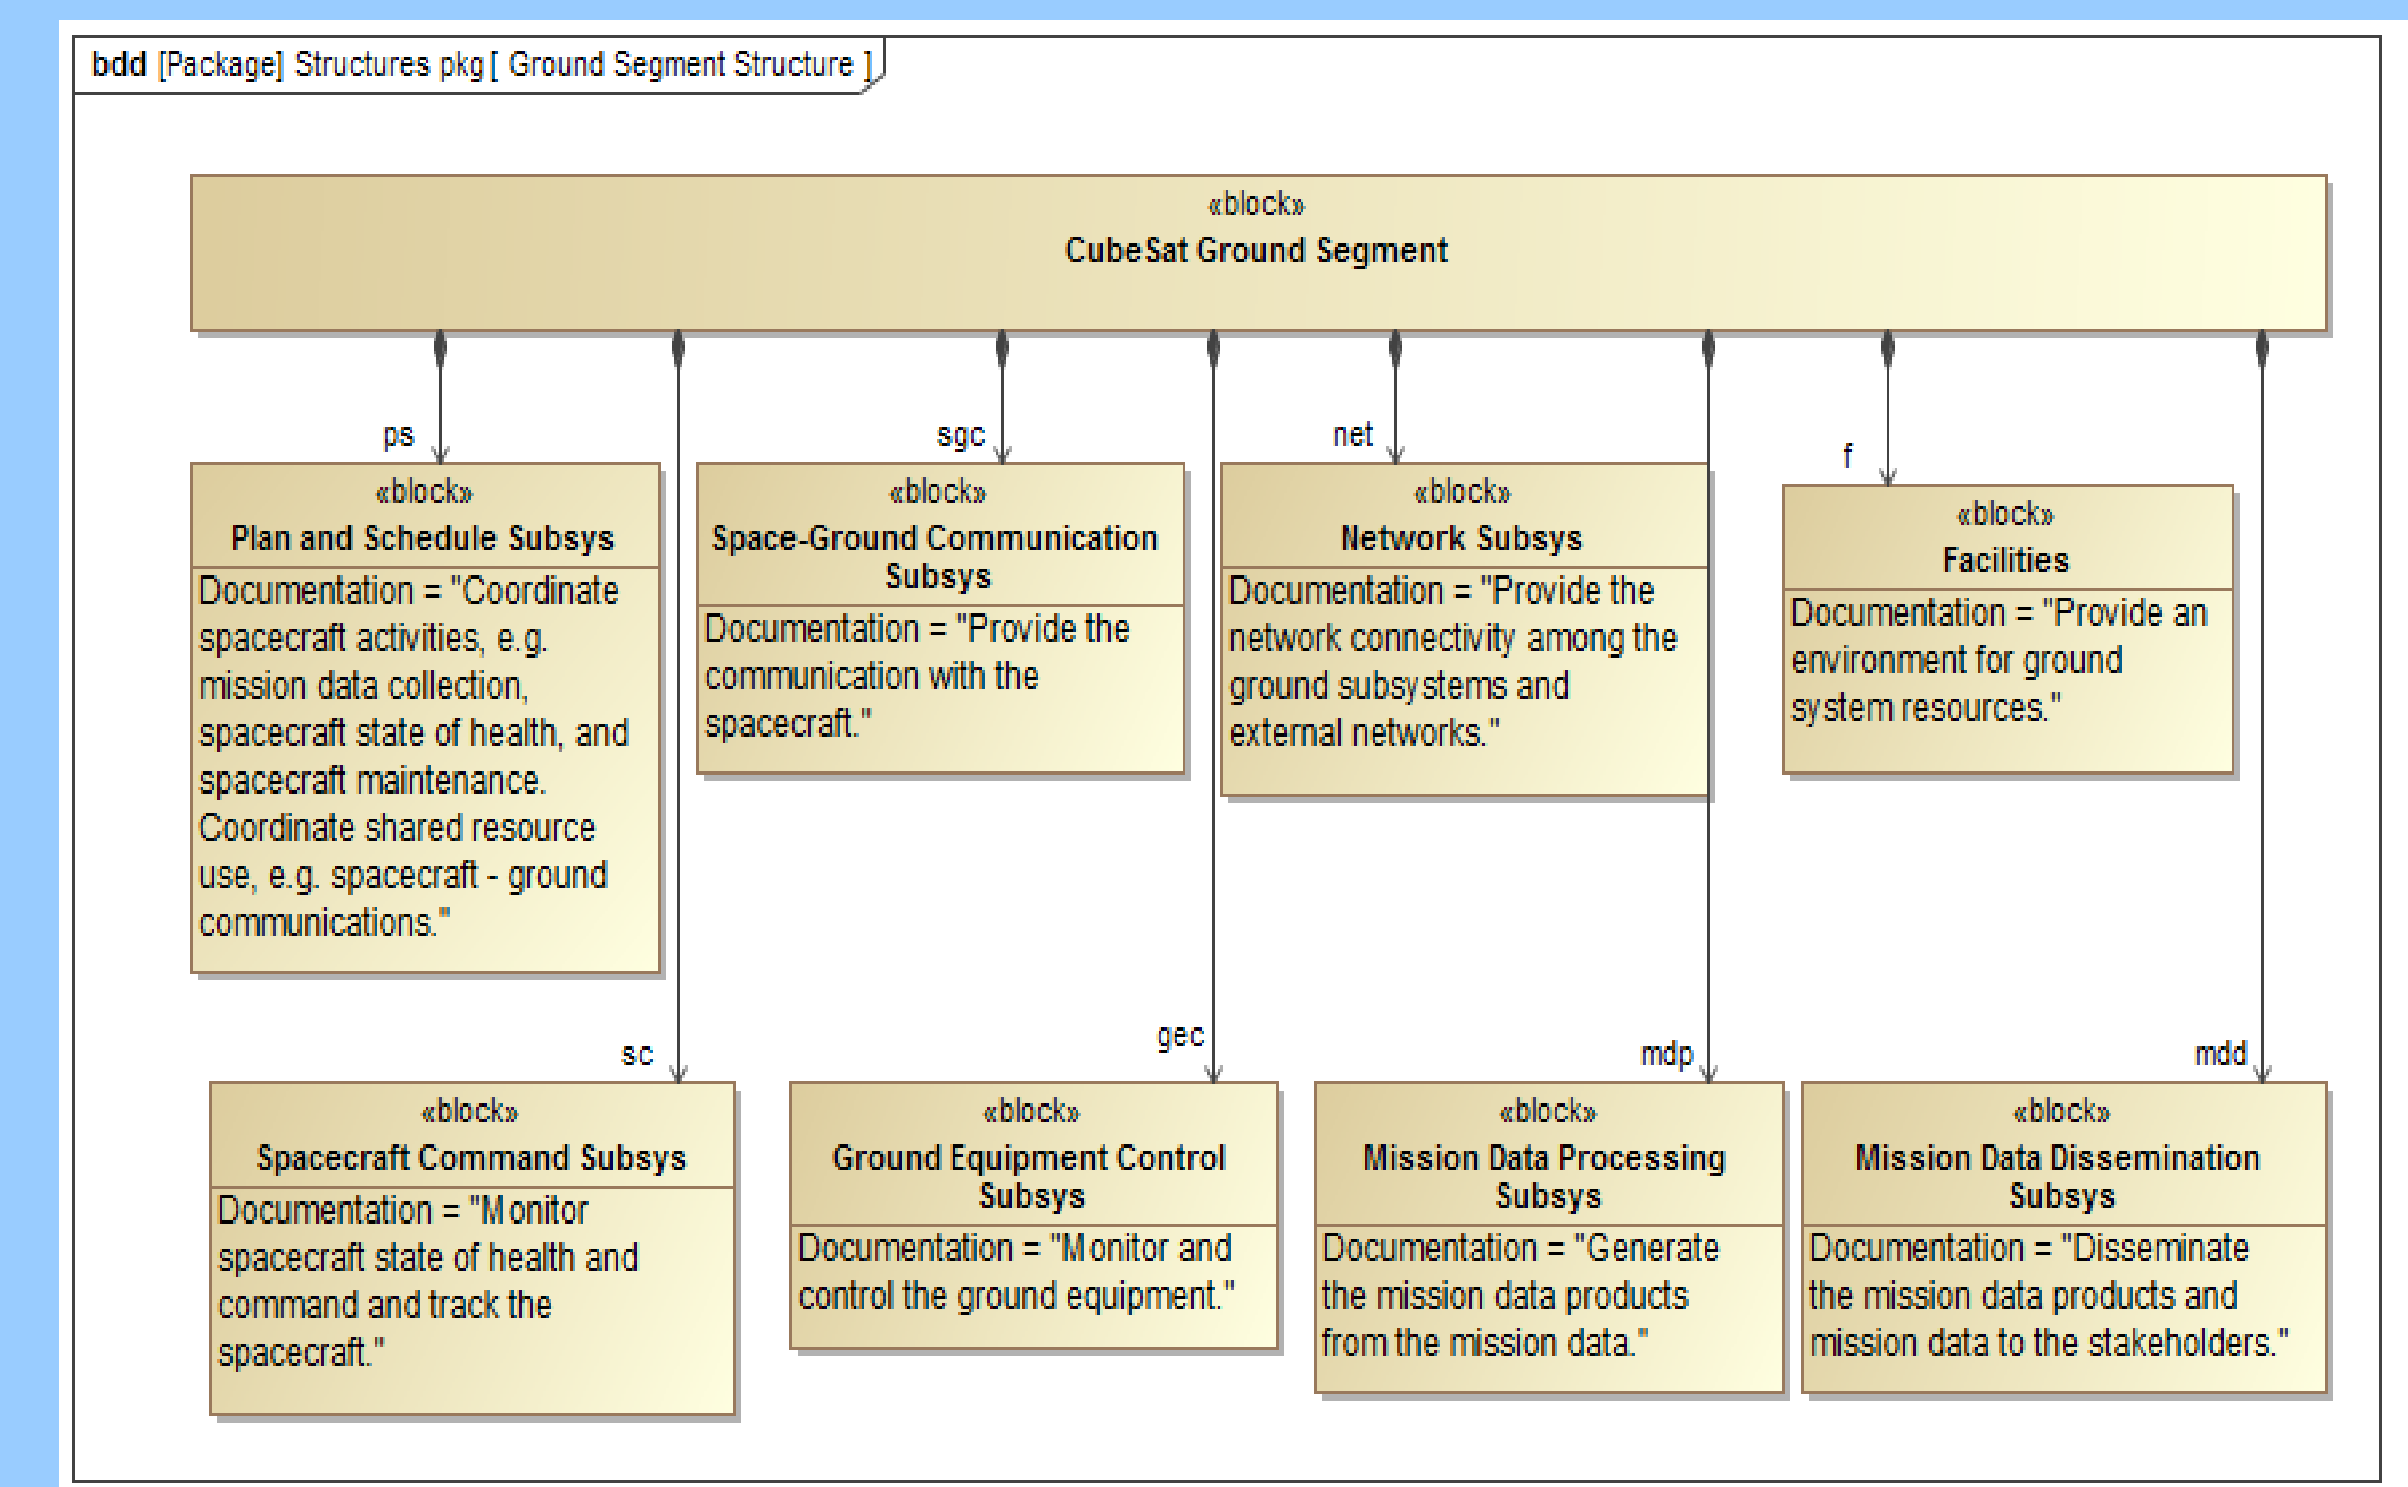 bdd [Package] Structures pkg [ Ground Segment Structure ]
«block»
CubeSat Ground Segment
ps
sgc
net
f
«block»
Plan and Schedule Subsys
Documentation = "Coordinate
spacecraft activities, e.g.
mission data collection,
spacecraft state of health, and
spacecraft maintenance.
Coordinate shared resource
use, e.g. spacecraft - ground
communications."
«block»
Space-Ground Communication
Subsys
Documentation = "Provide the
communication with the
spacecraft."
«block»
Network Subsys
Documentation = "Provide the
network connectivity among the
ground subsystems and
external networks."
«block»
Facilities
Documentation = "Provide an
environment for ground
system resources."
sc
gec
mdp
mdd
«block»
Spacecraft Command Subsys
Documentation = "Monitor
spacecraft state of health and
command and track the
spacecraft."
«block»
Ground Equipment Control
Subsys
Documentation = "Monitor and
control the ground equipment."
«block»
Mission Data Processing
Subsys
Documentation = "Generate
the mission data products
from the mission data."
«block»
Mission Data Dissemination
Subsys
Documentation = "Disseminate
the mission data products and
mission data to the stakeholders."